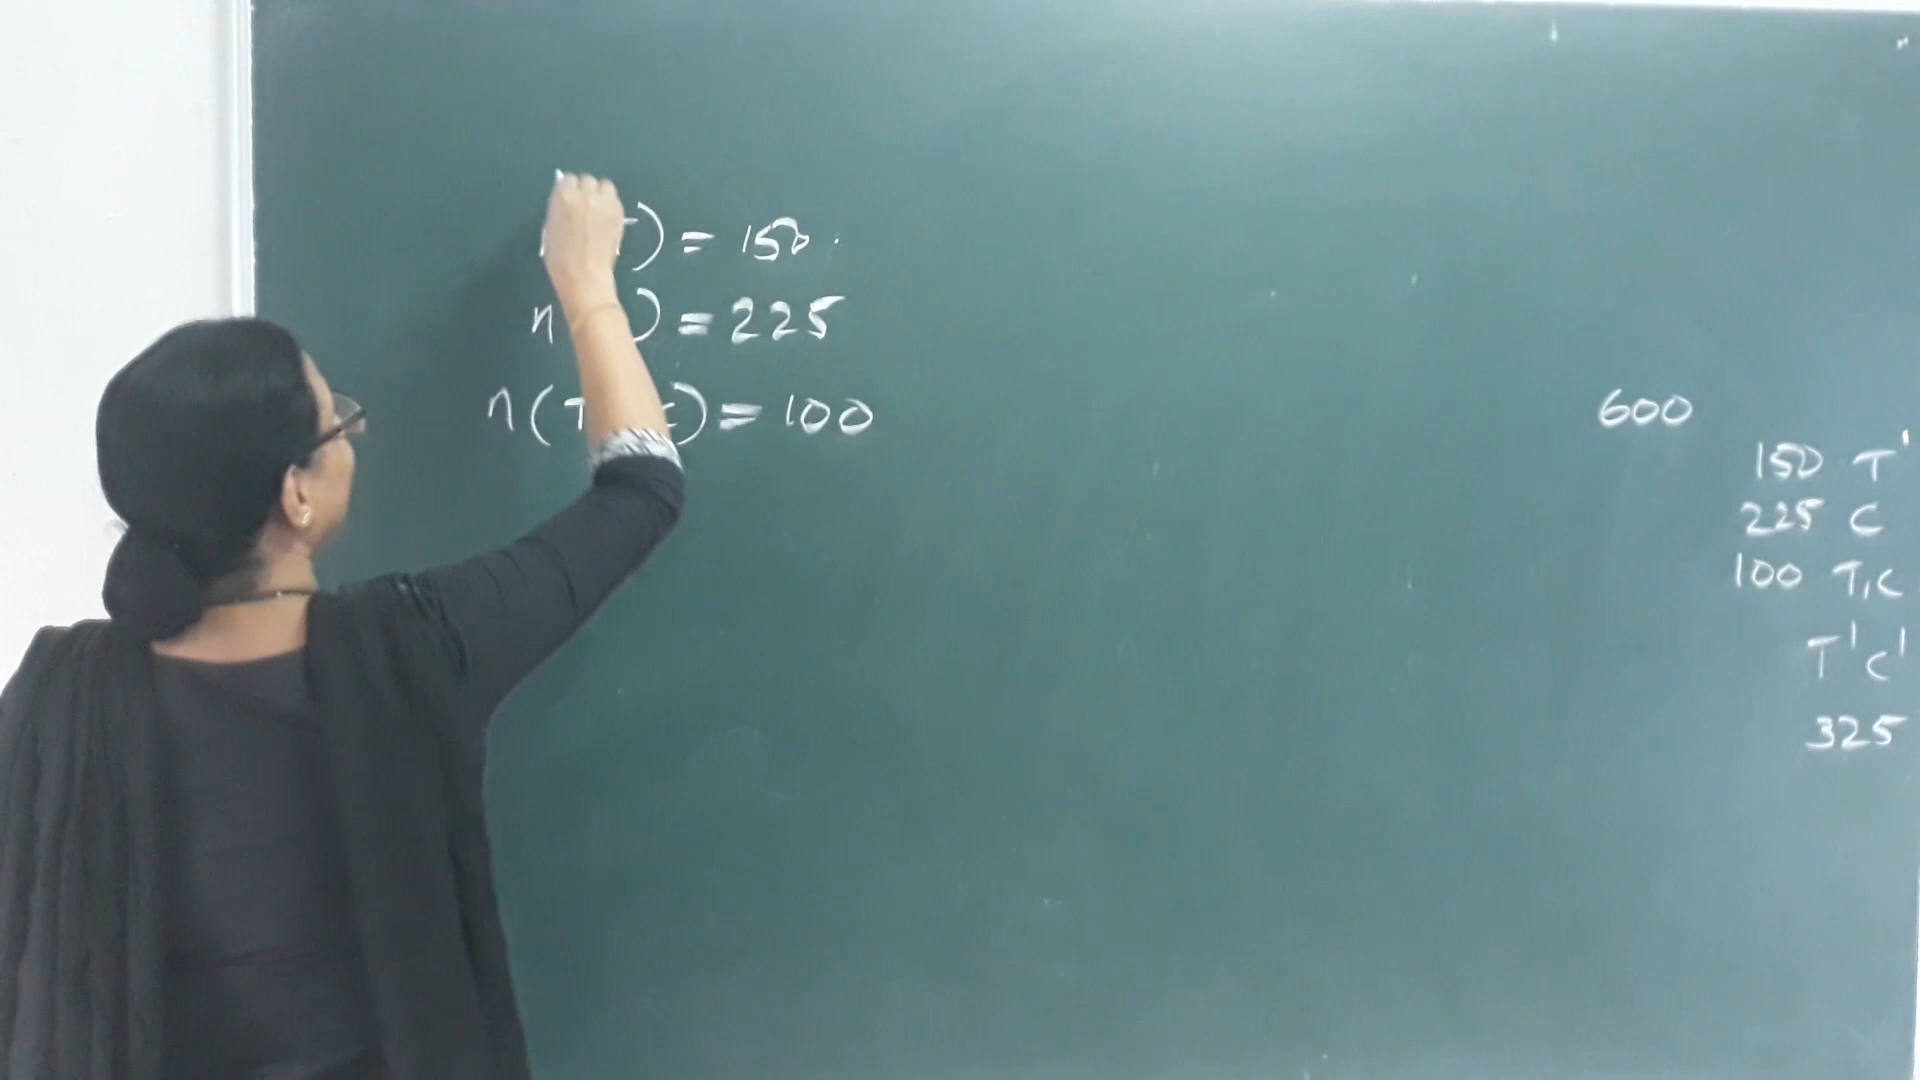 T) = 150
n ) = 225
n(T c) = 100
600
150 T'
225 C
100 T, C
T' C'
325